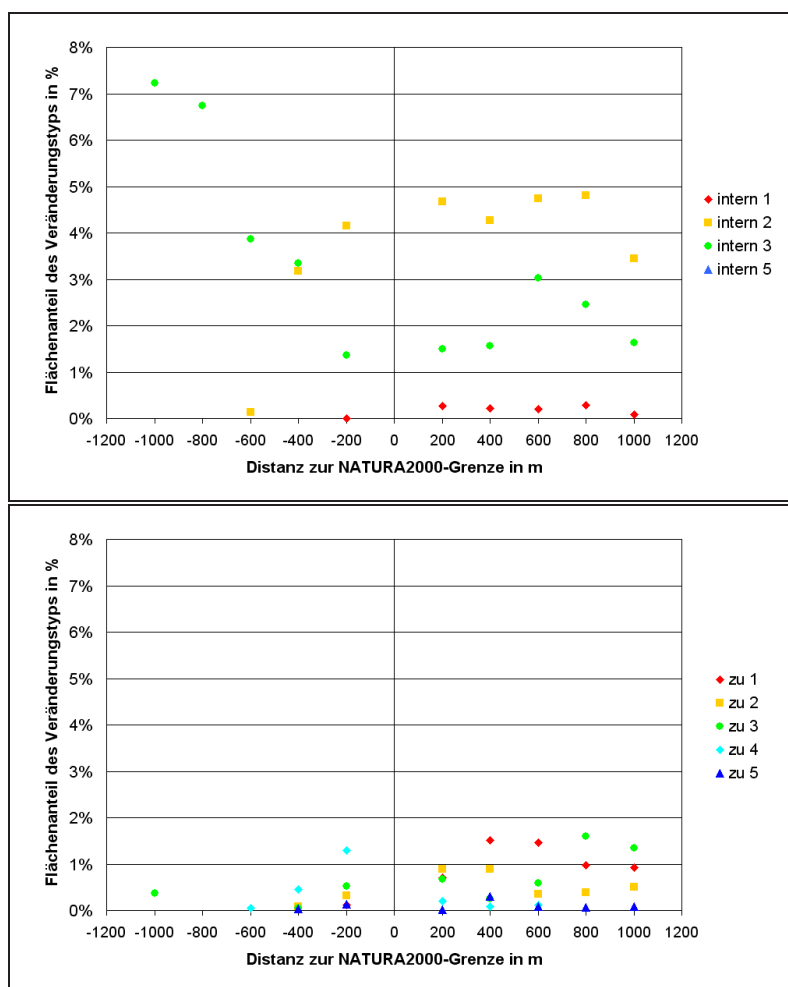 8%
7%
6%
5%
4%
3%
2%
1%
0%
Flächenanteil des Veränderungstyps in %
-1200 -1000 -800 -600 -400 -200 0 200 400 600 800 1000 1200
Distanz zur NATURA2000-Grenze in m
intern 1
intern 2
intern 3
intern 5
8%
7%
6%
5%
4%
3%
2%
1%
0%
Flächenanteil des Veränderungstyps in %
-1200 -1000 -800 -600 -400 -200 0 200 400 600 800 1000 1200
Distanz zur NATURA2000-Grenze in m
zu 1
zu 2
zu 3
zu 4
zu 5